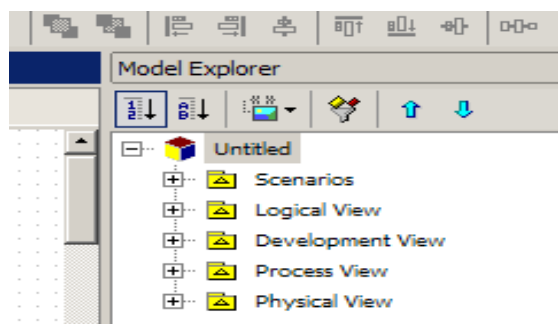 Model Explorer
Untitled
Scenarios
Logical View
Development View
Process View
Physical View